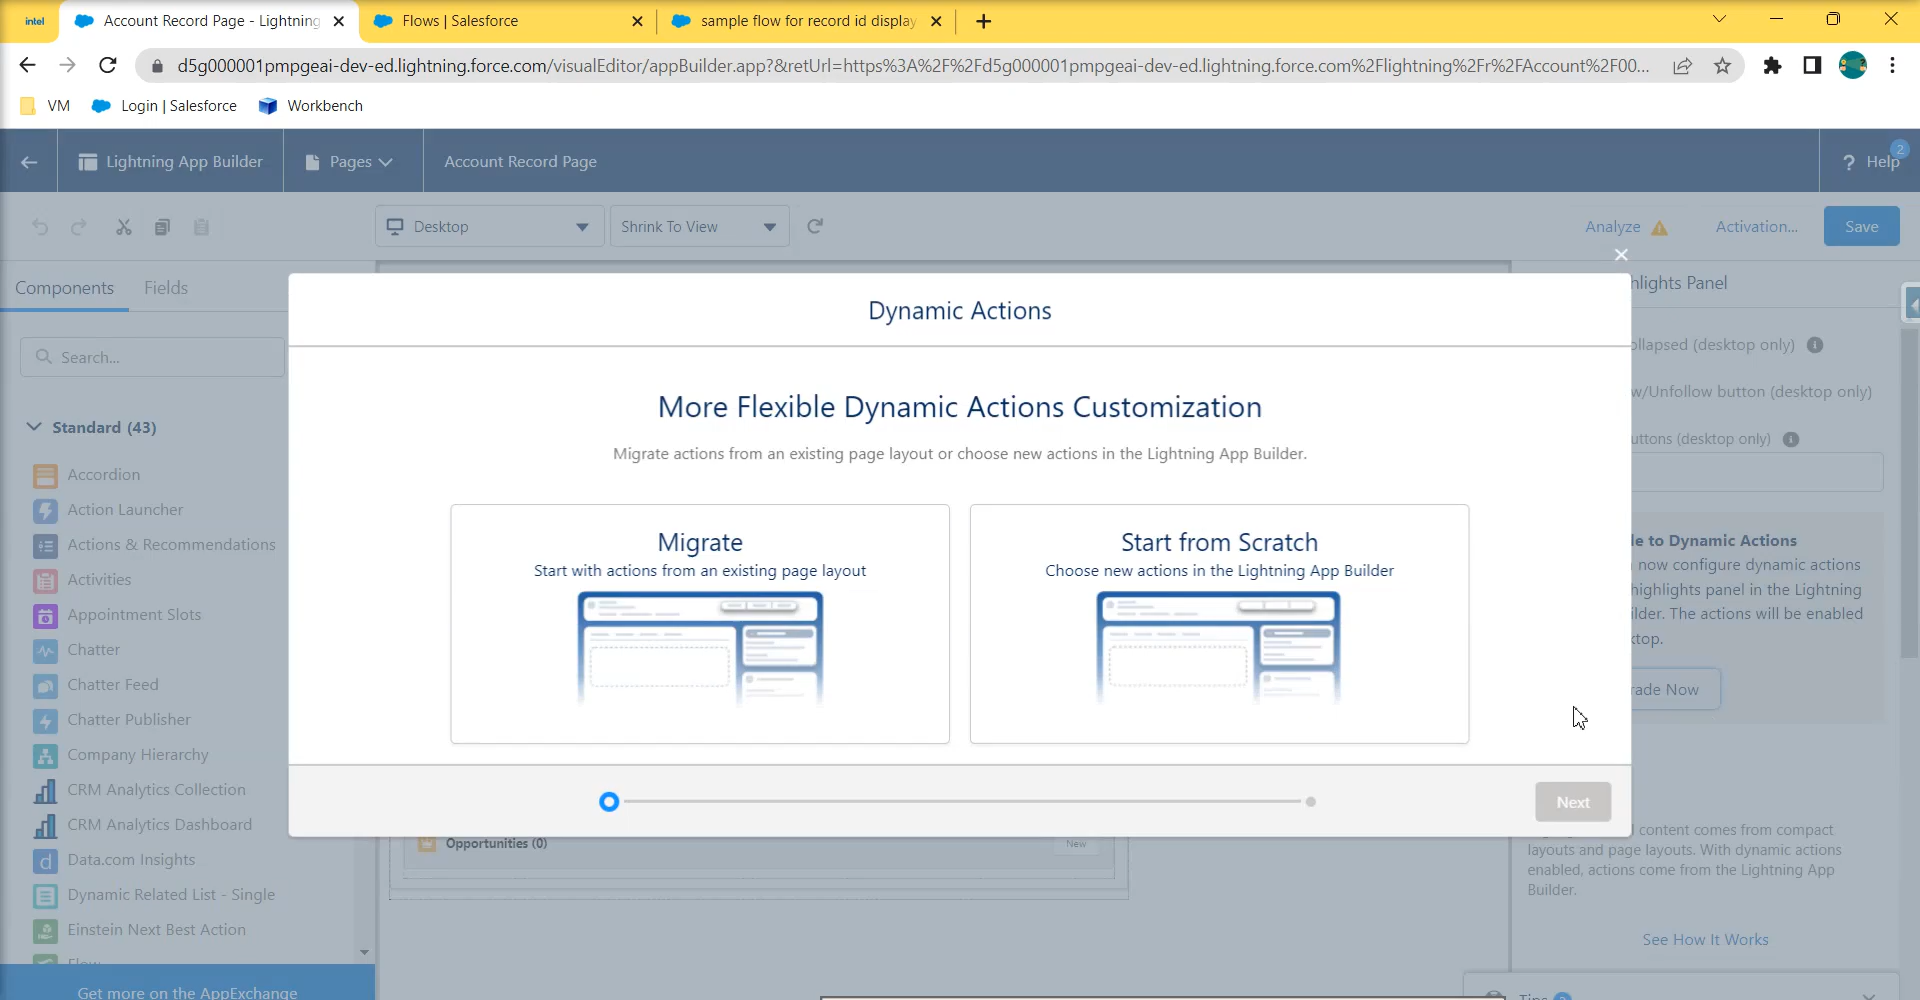 intel
Account Record Page - Lightning
Flows | Salesforce
sample flow for record id display
d5g000001pmpgeai-dev-ed.lightning.force.com/visualEditor/appBuilder.app?&retUrl=https%3A%2F%2Fd5g000001pmpgeai-dev-ed.lightning.force.com%2Flightning%2Fr%2FAccount%2F00...
VM
Login | Salesforce
Workbench
Lightning App Builder
Pages
Account Record Page
? Help
2
Desktop
Shrink To View
Analyze
Activation...
Save
Components
Fields
hlights Panel
Search...
ollapsed (desktop only)
w/Unfollow button (desktop only)
uttons (desktop only)
Standard (43)
Accordion
Action Launcher
Actions & Recommendations
Activities
Appointment Slots
Chatter
Chatter Feed
Chatter Publisher
Company Hierarchy
CRM Analytics Collection
CRM Analytics Dashboard
Data.com Insights
Dynamic Related List - Single
Einstein Next Best Action
Flow
Get more on the AppExchange
Dynamic Actions
More Flexible Dynamic Actions Customization
Migrate actions from an existing page layout or choose new actions in the Lightning App Builder.
Migrate
Start with actions from an existing page layout
Start from Scratch
Choose new actions in the Lightning App Builder
Next
Opportunities (0)
New
de to Dynamic Actions
now configure dynamic actions
highlights panel in the Lightning
ilder. The actions will be enabled
ktop.
rade Now
content comes from compact
layouts and page layouts. With dynamic actions
enabled, actions come from the Lightning App
Builder.
See How It Works
Tips